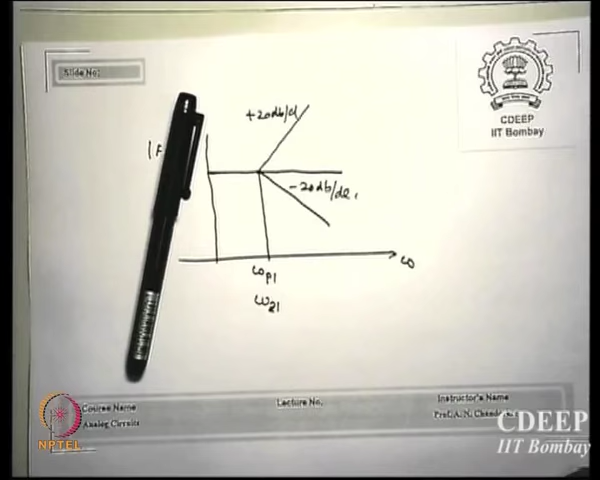 Slide No:
CDEEP
IIT Bombay
+20db/d
-20db/de
ω
ωp1
ωz1
Course Name
Analog Circuits
Lecture No.
Instructor's Name
Prof. A. N.
NPTEL
CDEEP
IIT Bombay